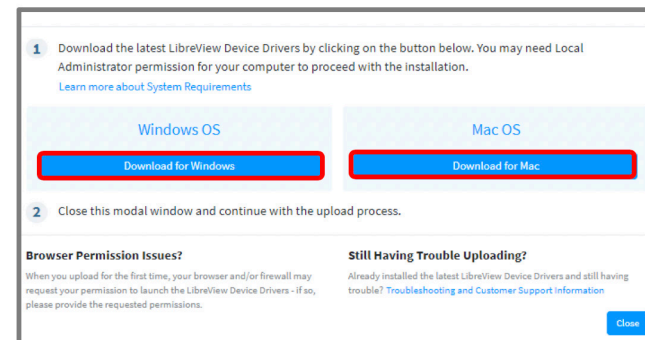 1 Download the latest LibreView Device Drivers by clicking on the button below. You may need Local
Administrator permission for your computer to proceed with the installation.
Learn more about System Requirements
Windows OS
Download for Windows
Mac OS
Download for Mac
2 Close this modal window and continue with the upload process.
Browser Permission Issues?
When you upload for the first time, your browser and/or firewall may
request your permission to launch the LibreView Device Drivers - if so,
please provide the requested permissions.
Still Having Trouble Uploading?
Already installed the latest LibreView Device Drivers and still having
trouble? Troubleshooting and Customer Support Information
Close